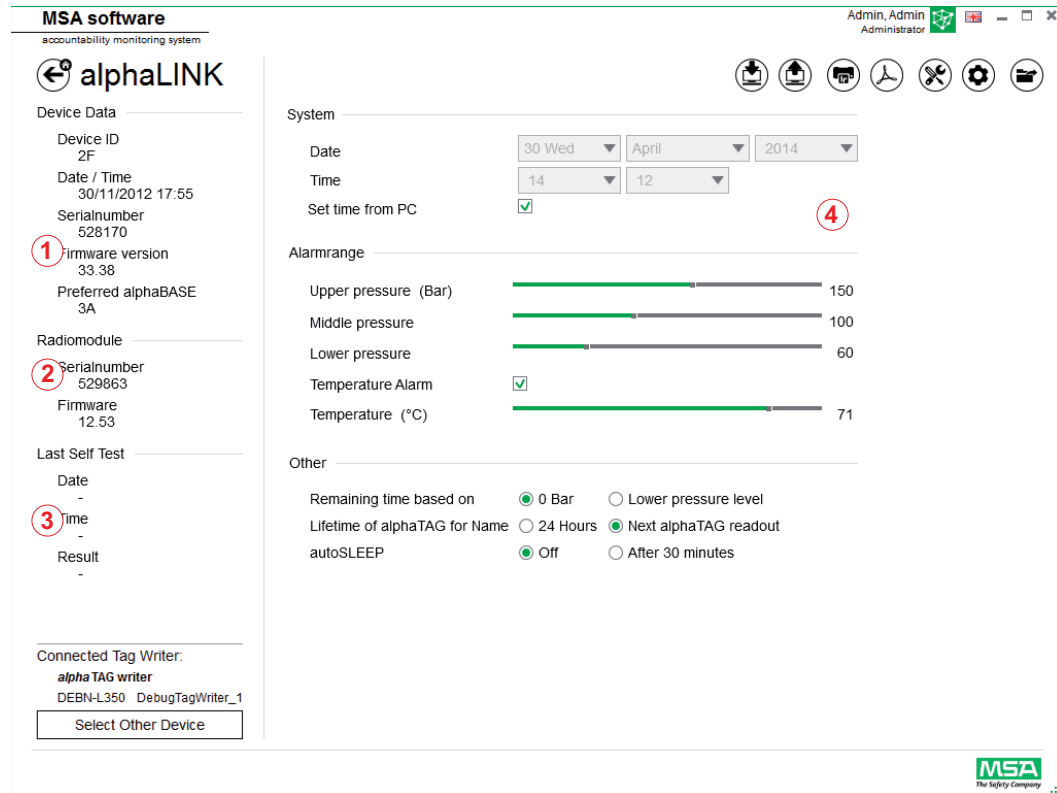 MSA software
accountability monitoring system
Admin, Admin
Administrator
alphaLINK
Device Data
Device ID
2F
Date / Time
30/11/2012 17:55
Serialnumber
528170
1
Firmware version
33.38
Preferred alphaBASE
3A
Radiomodule
2
Serialnumber
529863
Firmware
12.53
Last Self Test
Date
-
3
Time
-
Result
-
Connected Tag Writer:
alpha TAG writer
DEBN-L350 DebugTagWriter_1
Select Other Device
System
Date 30 Wed April 2014
Time 14 12
Set time from PC
4
Alarmrange
Upper pressure (Bar) 150
Middle pressure 100
Lower pressure 60
Temperature Alarm
Temperature (°C) 71
Other
Remaining time based on 0 Bar Lower pressure level
Lifetime of alphaTAG for Name 24 Hours Next alphaTAG readout
autoSLEEP Off After 30 minutes
MSA
The Safety Company